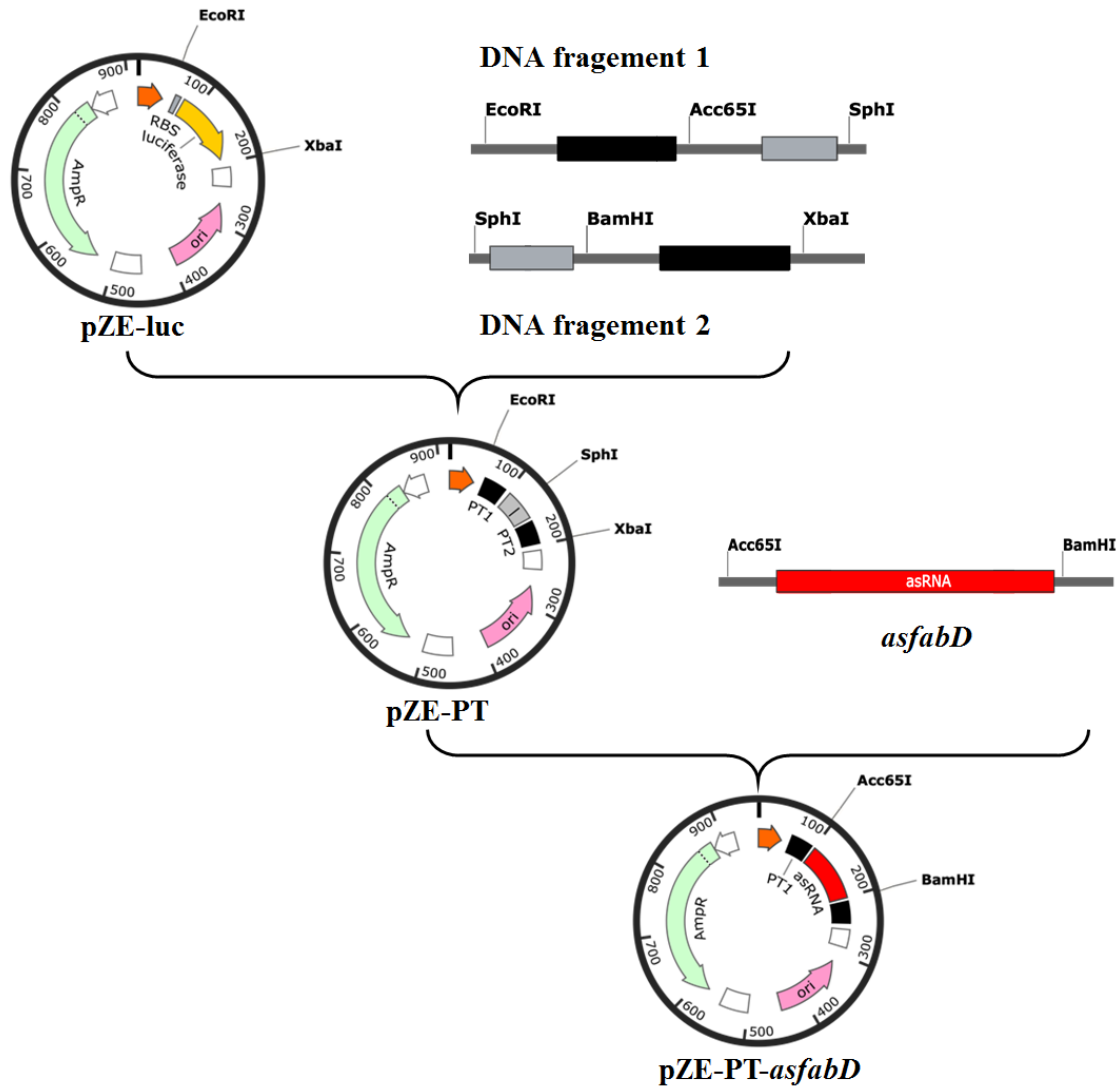 EcoRI
100
200
XbaI
300
400
500
600
700
800
900
RBS
luciferase
AmpR
ori
pZE-luc
DNA fragement 1
EcoRI
Acc65I
SphI
SphI
BamHI
XbaI
DNA fragement 2
EcoRI
100
SphI
200
XbaI
300
400
500
600
700
800
900
PT1
PT2
AmpR
ori
pZE-PT
Acc65I
BamHI
asRNA
asfabD
Acc65I
100
200
BamHI
300
400
500
600
700
800
900
PT1
asRNA
AmpR
ori
pZE-PT-asfabD